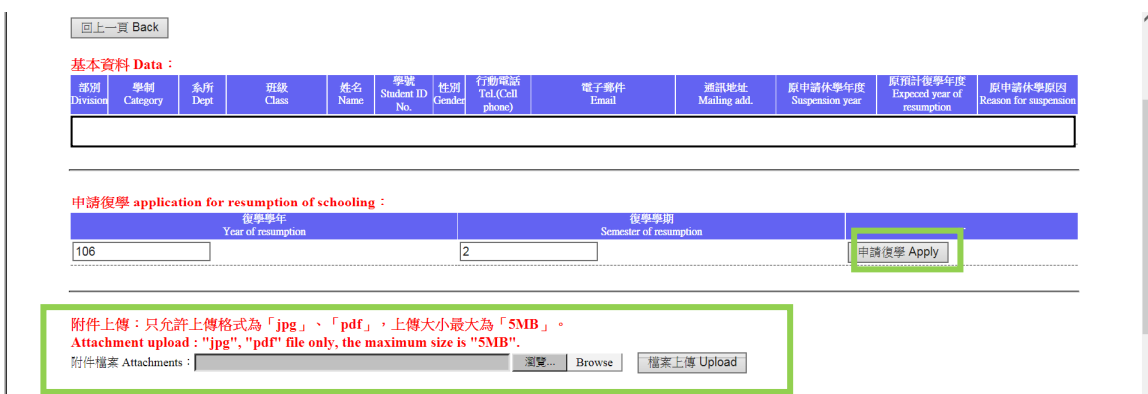 回上一頁 Back
基本資料 Data：
部別 Division
學制 Category
系所 Dept
班級 Class
姓名 Name
學號 Student ID No.
性別 Gender
行動電話 Tel.(Cell phone)
電子郵件 Email
通訊地址 Mailing add.
原申請休學年度 Suspension year
原預計復學年度 Expeced year of resumption
原申請休學原因 Reason for suspension
申請復學 application for resumption of schooling：
復學學年 Year of resumption
復學學期 Semester of resumption
106
2
申請復學 Apply
附件上傳：只允許上傳格式為「jpg」、「pdf」，上傳大小最大為「5MB」。
Attachment upload : "jpg", "pdf" file only, the maximum size is "5MB".
附件檔案 Attachments：
瀏覽... Browse
檔案上傳 Upload